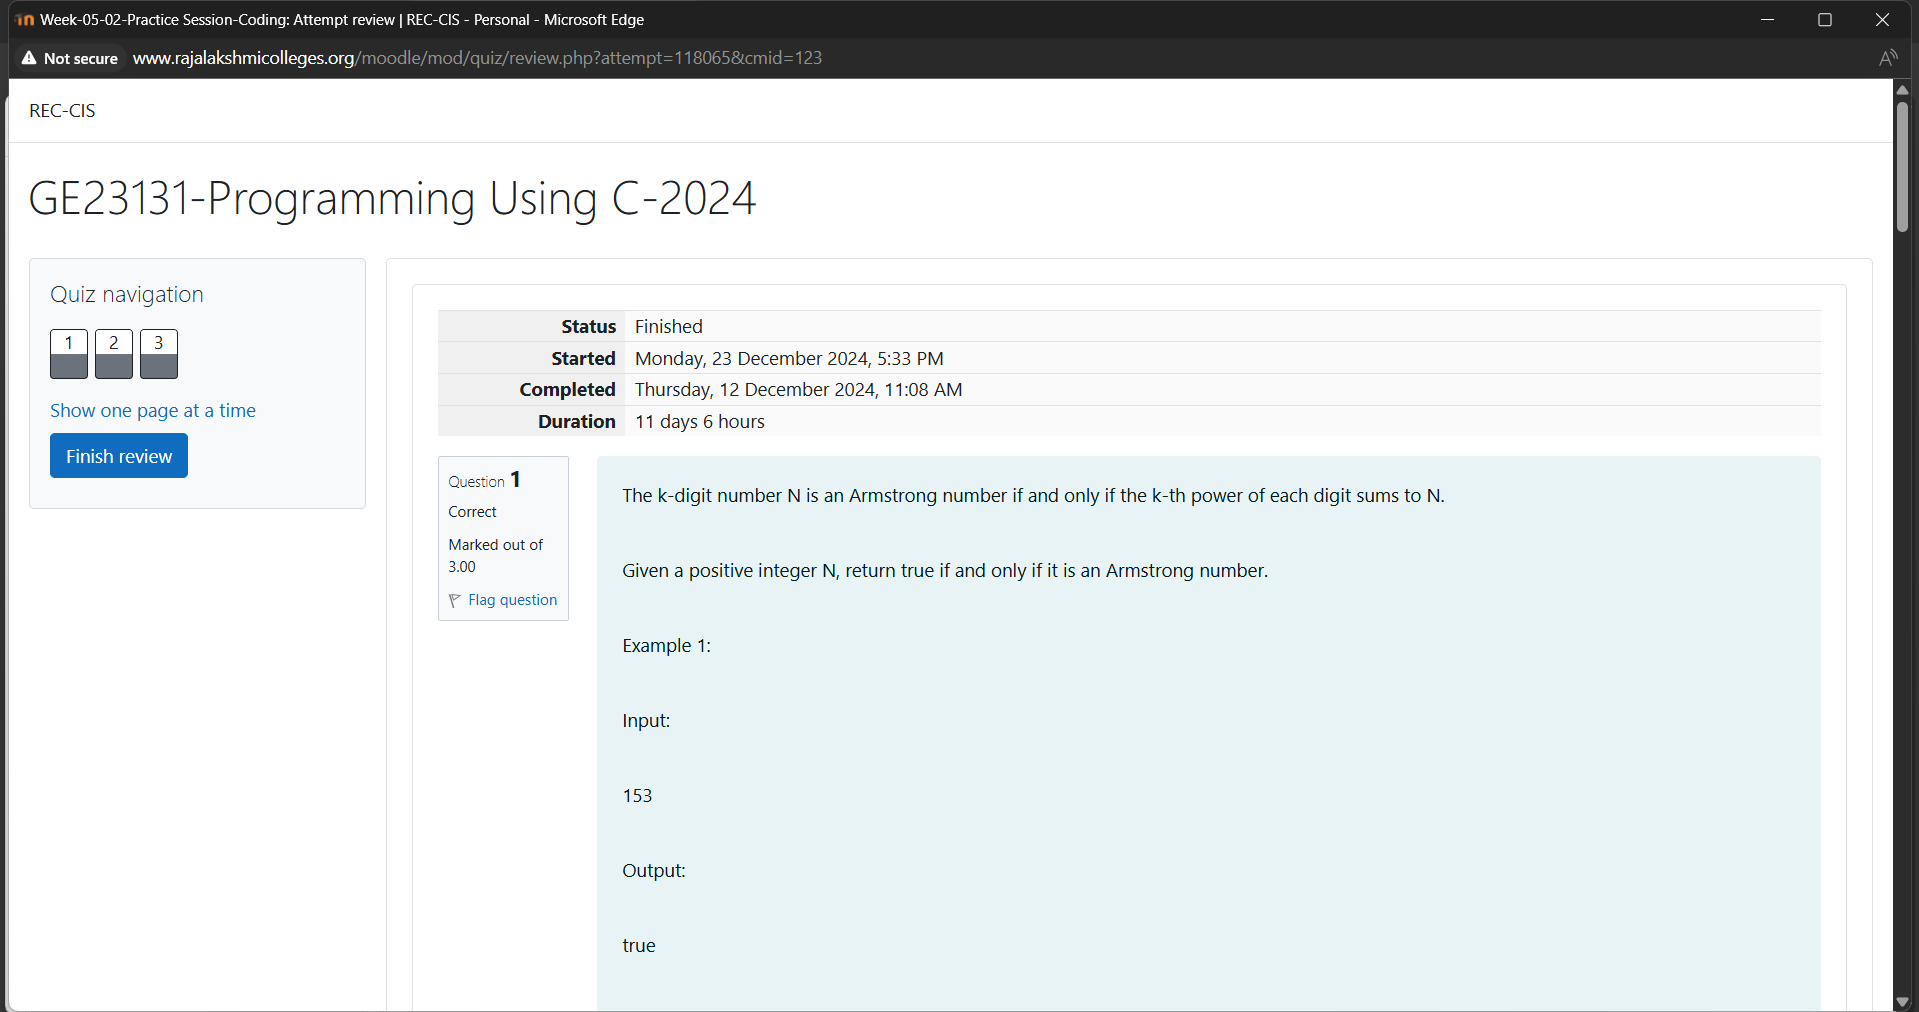 Week-05-02-Practice Session-Coding: Attempt review | REC-CIS - Personal - Microsoft Edge
Not secure www.rajalakshmicolleges.org/moodle/mod/quiz/review.php?attempt=118065&cmid=123
REC-CIS
GE23131-Programming Using C-2024
Quiz navigation
1 2 3
Show one page at a time
Finish review
Status Finished
Started Monday, 23 December 2024, 5:33 PM
Completed Thursday, 12 December 2024, 11:08 AM
Duration 11 days 6 hours
Question 1
Correct
Marked out of
3.00
Flag question
The k-digit number N is an Armstrong number if and only if the k-th power of each digit sums to N.
Given a positive integer N, return true if and only if it is an Armstrong number.
Example 1:
Input:
153
Output:
true